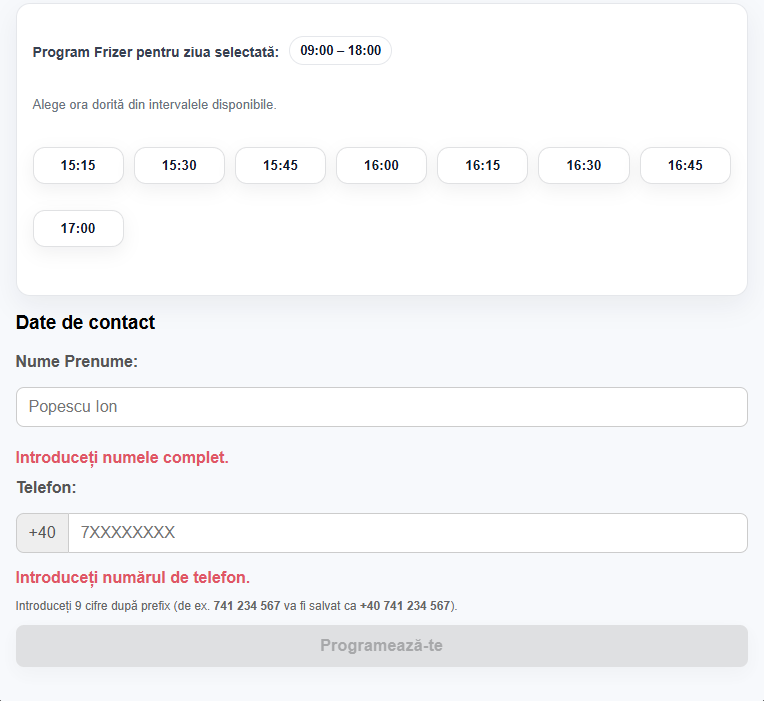 Program Frizer pentru ziua selectată: 09:00 – 18:00
Alege ora dorită din intervalele disponibile.
15:15 15:30 15:45 16:00 16:15 16:30 16:45
17:00
Date de contact
Nume Prenume:
Popescu Ion
Introduceți numele complet.
Telefon:
+40 7XXXXXXXX
Introduceți numărul de telefon.
Introduceți 9 cifre după prefix (de ex. 741 234 567 va fi salvat ca +40 741 234 567).
Programează-te